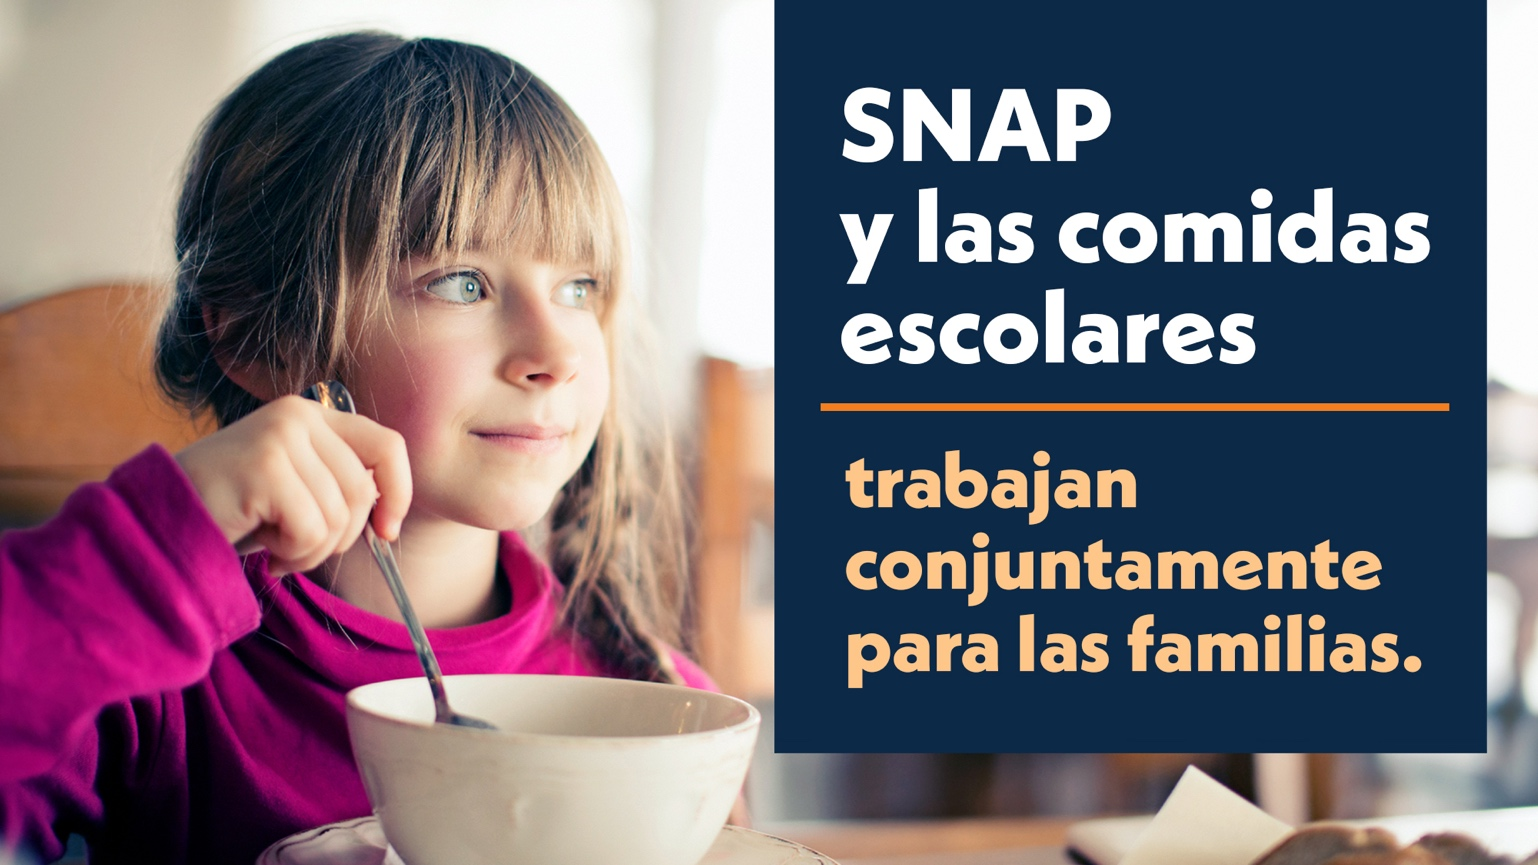 SNAP
y las comidas
escolares
trabajan
conjuntamente
para las familias.